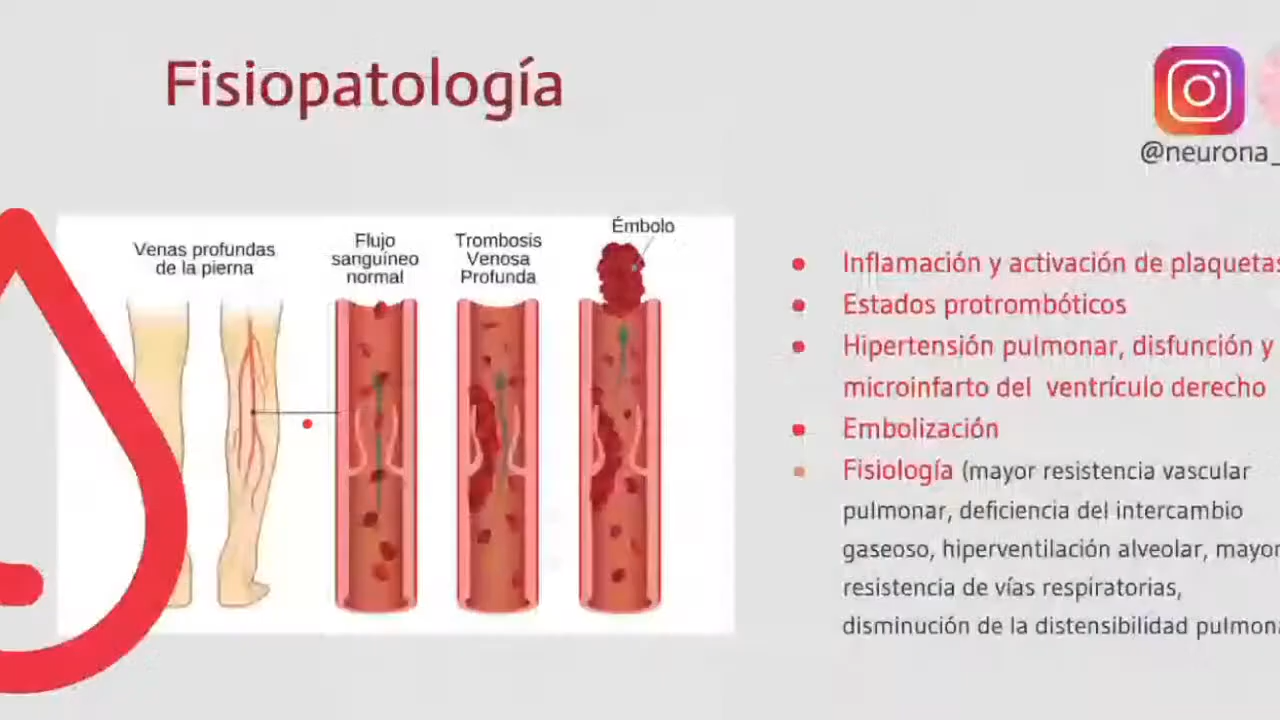 Fisiopatología
@neurona_
Venas profundas
de la pierna
Flujo
sanguíneo
normal
Trombosis
Venosa
Profunda
Émbolo
Inflamación y activación de plaquetas
Estados protrombóticos
Hipertensión pulmonar, disfunción y
microinfarto del ventrículo derecho
Embolización
Fisiología (mayor resistencia vascular
pulmonar, deficiencia del intercambio
gaseoso, hiperventilación alveolar, mayor
resistencia de vías respiratorias,
disminución de la distensibilidad pulmona